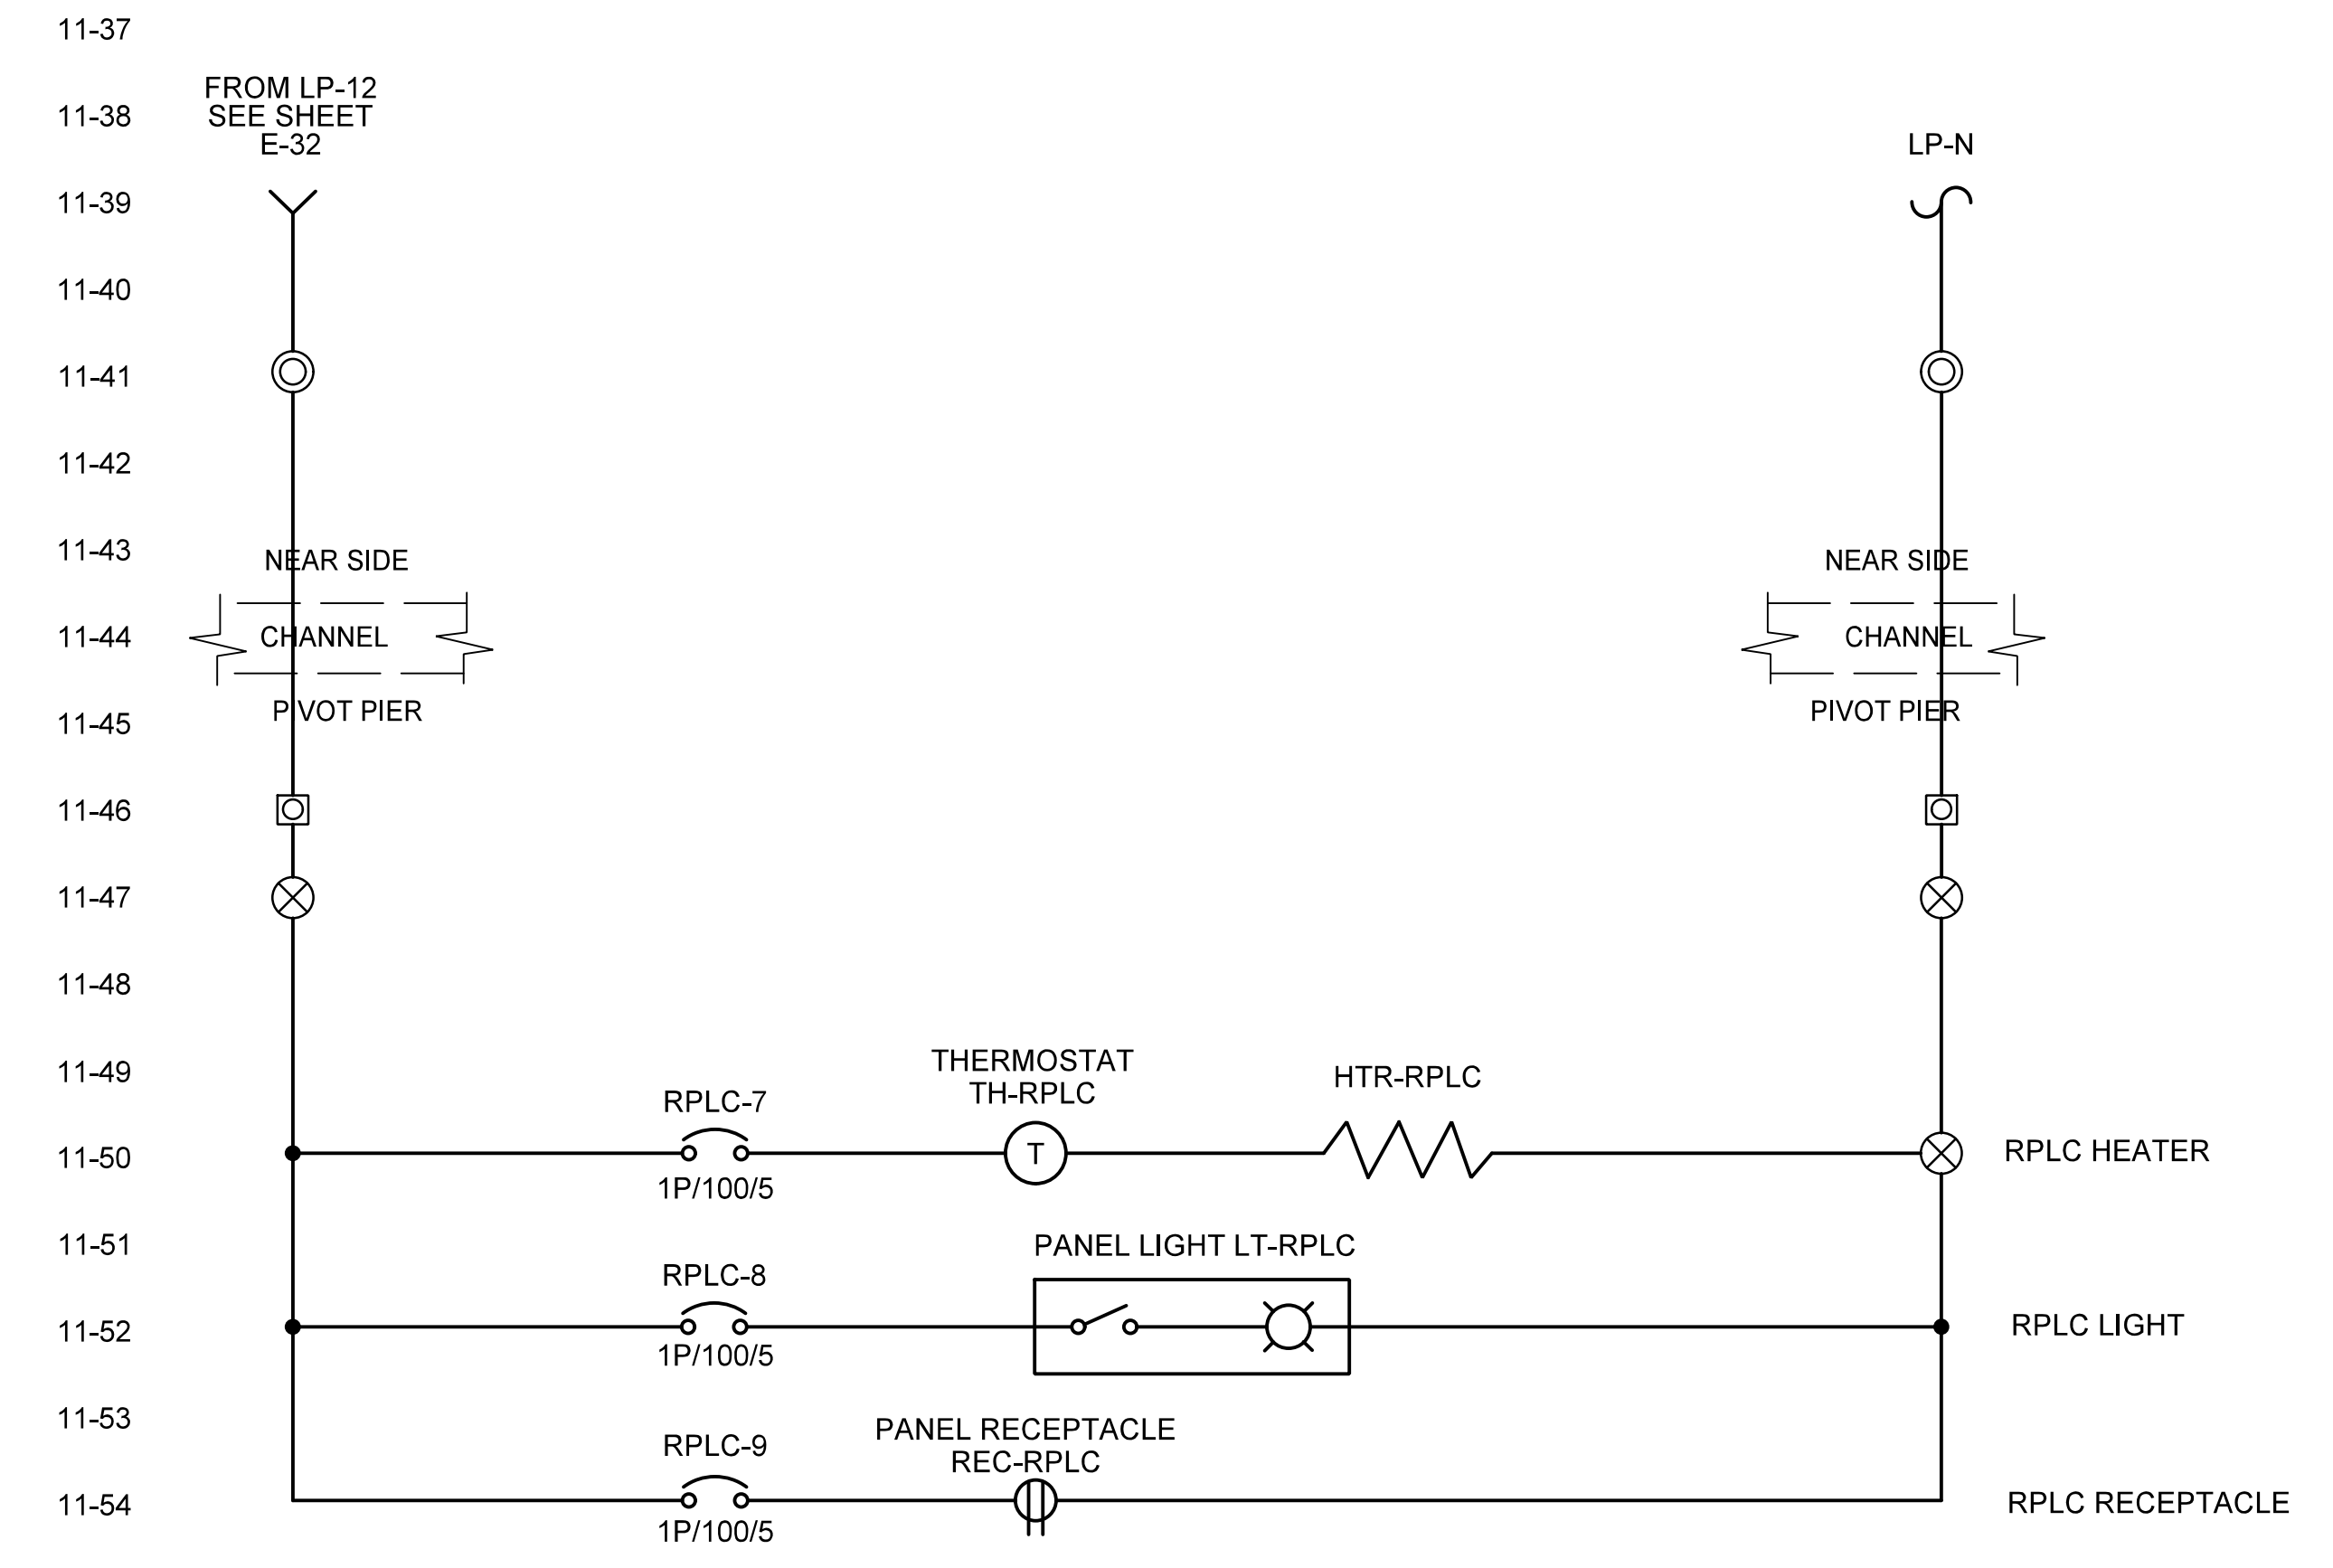 11-37
11-38
11-39
11-40
11-41
11-42
11-43
11-44
11-45
11-46
11-47
11-48
11-49
11-50
11-51
11-52
11-53
11-54
FROM LP-12
SEE SHEET
E-32
LP-N
NEAR SIDE
CHANNEL
PIVOT PIER
NEAR SIDE
CHANNEL
PIVOT PIER
RPLC-7
1P/100/5
THERMOSTAT
TH-RPLC
T
HTR-RPLC
RPLC HEATER
RPLC-8
1P/100/5
PANEL LIGHT LT-RPLC
RPLC LIGHT
RPLC-9
1P/100/5
PANEL RECEPTACLE
REC-RPLC
RPLC RECEPTACLE